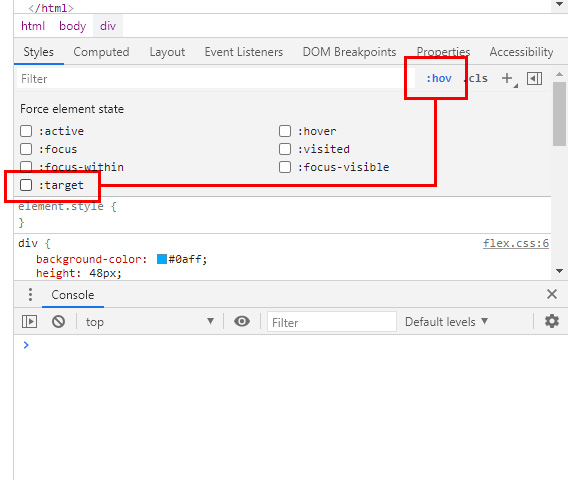 </html>
html body div
Styles Computed Layout Event Listeners DOM Breakpoints Properties Accessibility
Filter :hov .cls
Force element state
:active :hover
:focus :visited
:focus-within :focus-visible
:target
element.style {
}
div { flex.css:6
background-color: #0aff;
height: 48px;
Console
top Filter Default levels